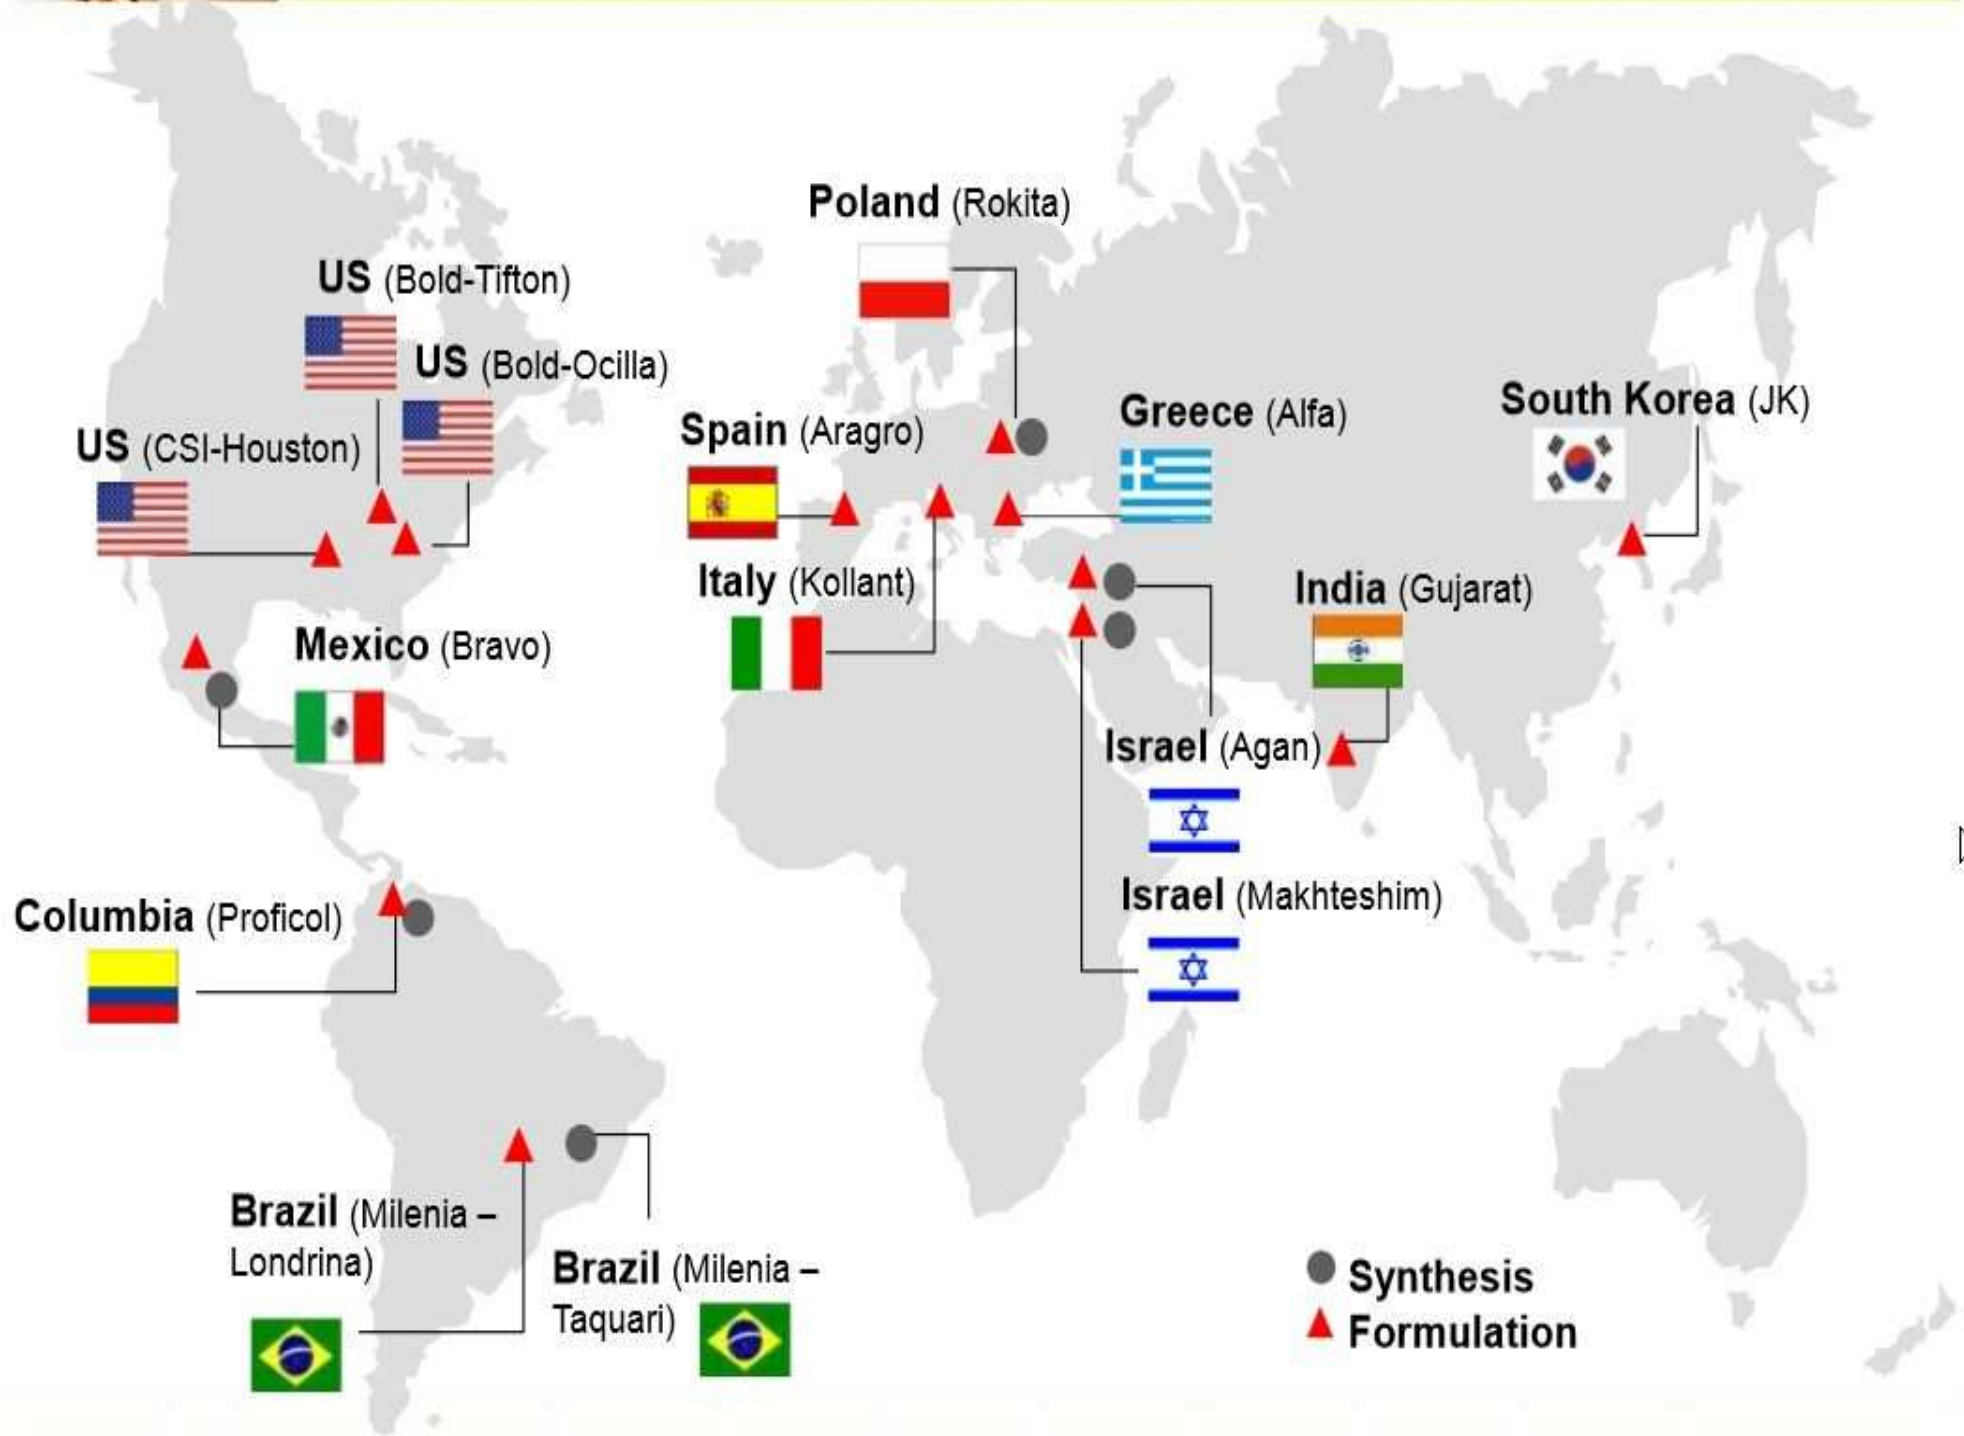 Poland (Rokita)
US (Bold-Tifton)
US (Bold-Ocilla)
South Korea (JK)
Greece (Alfa)
Spain (Aragro)
US (CSI-Houston)
Italy (Kollant)
India (Gujarat)
Mexico (Bravo)
Israel (Agan)
Israel (Makhteshim)
Columbia (Proficol)
Brazil (Milenia –
Londrina)
Brazil (Milenia –
Taquari)
Synthesis
Formulation